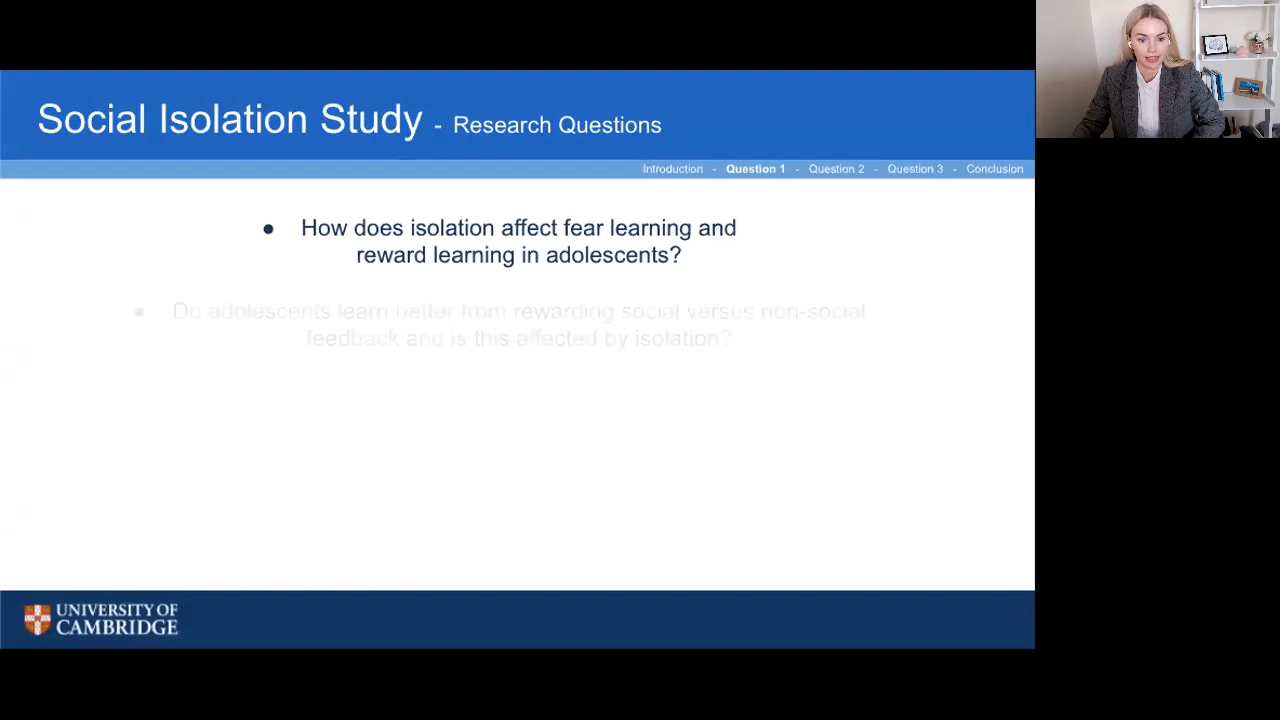 Social Isolation Study - Research Questions
Introduction - Question 1 - Question 2 - Question 3 - Conclusion
● How does isolation affect fear learning and
reward learning in adolescents?
● Do adolescents learn better from rewarding social versus non-social
feedback and is this affected by isolation?
UNIVERSITY OF
CAMBRIDGE